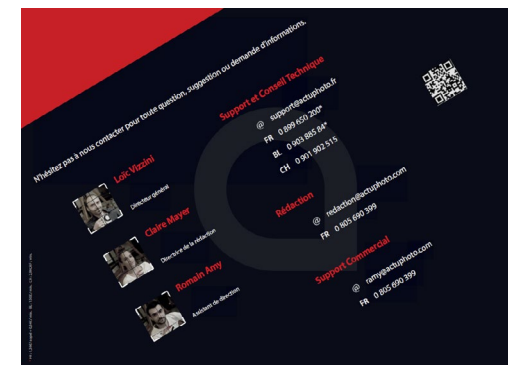 N'hésitez pas à nous contacter pour toute question, suggestion ou demande d'informations.
Loïc Vizzini
Directeur général
Claire Mayer
Directrice de la rédaction
Romain Amy
Assistant de direction
Support et Conseil Technique
@ support@actuphoto.fr
FR 0 899 650 200*
BL 0 903 885 84*
CH 0 901 902 515
Rédaction
@ redaction@actuphoto.com
FR 0 805 690 399
Support Commercial
@ ramy@actuphoto.com
FR 0 805 690 399